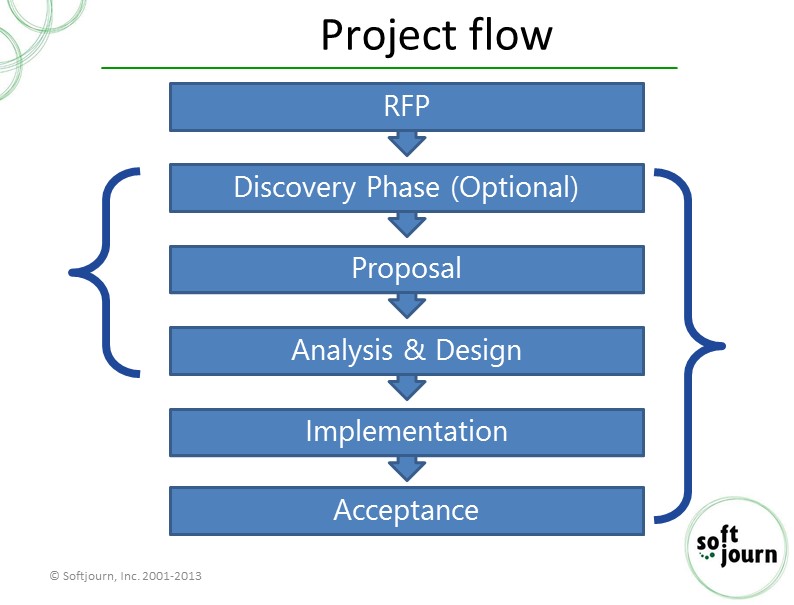 Project flow
RFP
Discovery Phase (Optional)
Proposal
Analysis & Design
Implementation
Acceptance
soft
journ
© Softjourn, Inc. 2001-2013